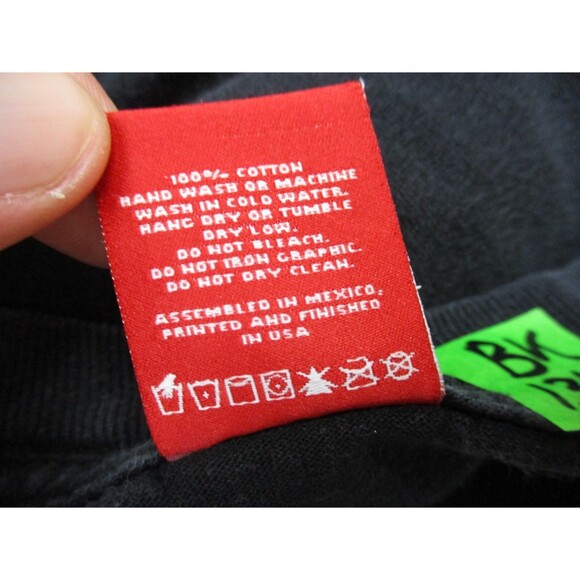 100% COTTON
HAND WASH OR MACHINE
WASH IN COLD WATER.
HANG DRY OR TUMBLE
DRY LOW.
DO NOT BLEACH.
DO NOT IRON GRAPHIC.
DO NOT DRY CLEAN.
ASSEMBLED IN MEXICO,
PRINTED AND FINISHED
IN USA
BK